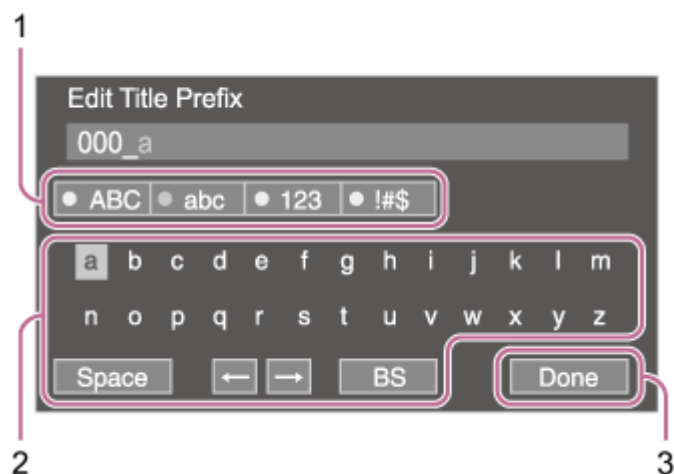 1
Edit Title Prefix
000_a
ABC abc 123 !#$
a b c d e f g h i j k l m
n o p q r s t u v w x y z
Space ← → BS Done
2 3